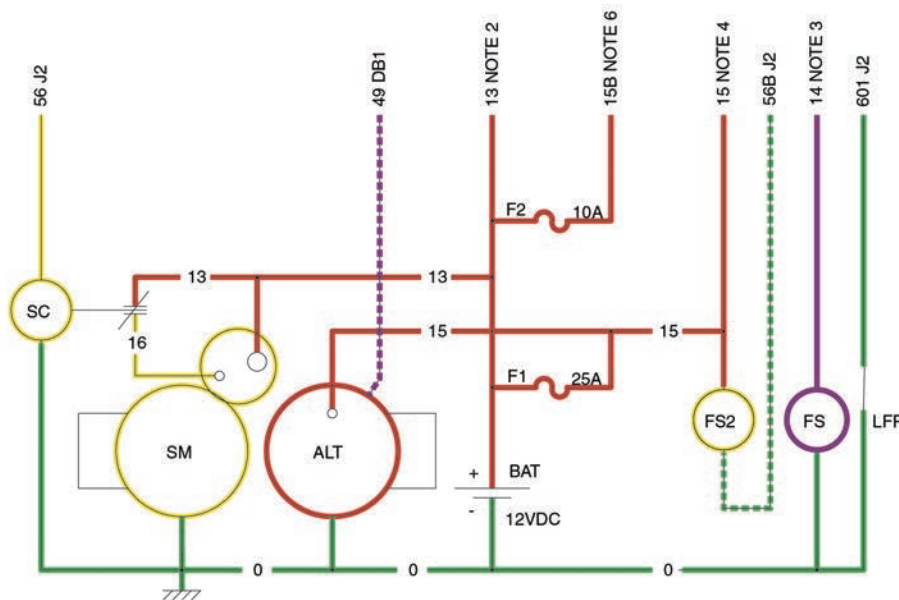 56 J2
49 DB1
13 NOTE 2
15B NOTE 6
15 NOTE 4
56B J2
14 NOTE 3
601 J2
F2 10A
13 13
SC
16
15 15
F1 25A
SM
ALT
FS2
FS
LFP
+ BAT
- 12VDC
0 0 0